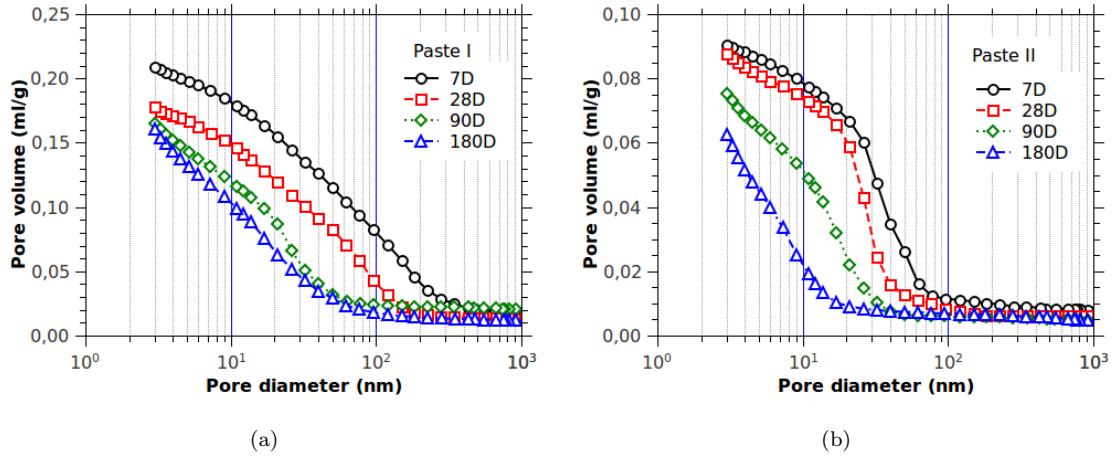 0,25
0,20
0,15
0,10
0,05
0,00
Pore volume (ml/g)
Paste I
7D
28D
90D
180D
10⁰ 10¹ 10² 10³
Pore diameter (nm)
(a)
0,10
0,08
0,06
0,04
0,02
0,00
Pore volume (ml/g)
Paste II
7D
28D
90D
180D
10⁰ 10¹ 10² 10³
Pore diameter (nm)
(b)